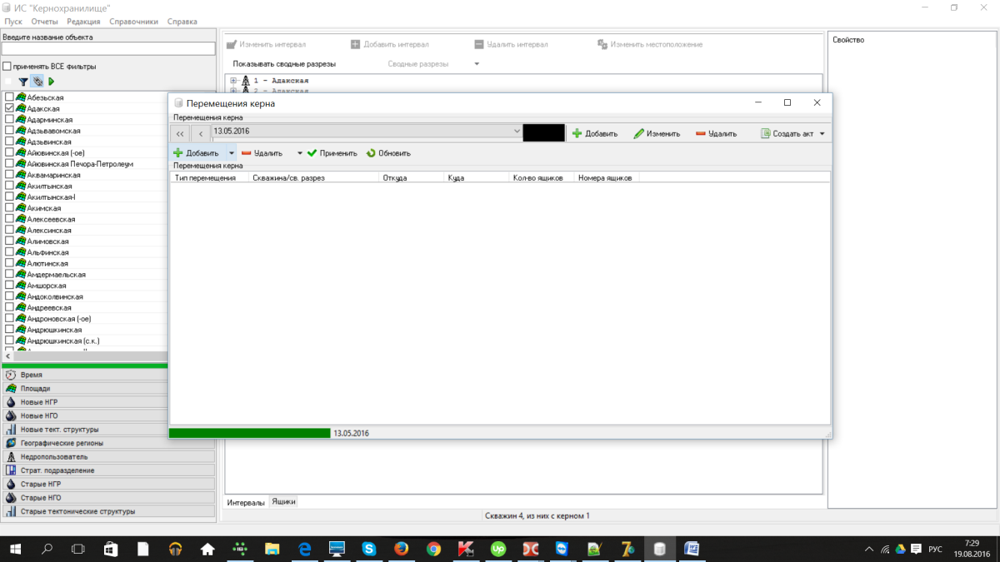 ИС "Кернохранилище"
Пуск Отчеты Редакция Справочники Справка
Введите название объекта
применять ВСЕ фильтры
Абезьская
Адакская
Адарминская
Адзьвавомская
Адзьвинская
Айювинская (-ое)
Айювинская Печора-Петролеум
Аквамаринская
Акилтынская
Акилтынская-I
Акимская
Алексеевская
Алексинская
Алимовская
Альфинская
Алютинская
Амдермаельская
Амшорская
Андоколвинская
Андреевская
Андроновская (-ое)
Андрюшкинская
Андрюшкинская (с.к.)
Время
Площади
Новые НГР
Новые НГО
Новые тект. структуры
Географические регионы
Недропользователь
Страт. подразделение
Старые НГР
Старые НГО
Старые тектонические структуры
Изменить интервал Добавить интервал Удалить интервал Изменить местоположение
Показывать сводные разрезы Сводные разрезы
1 - Адакская
2 - Адакская
Свойство
Перемещения керна
Перемещения керна
<< < 13.05.2016 Добавить Изменить Удалить Создать акт
Добавить Удалить Применить Обновить
Перемещения керна
Тип перемещения Скважина/св. разрез Откуда Куда Кол-во ящиков Номера ящиков
13.05.2016
Интервалы Ящики
Скважин 4, из них с керном 1
РУС 7:29
19.08.2016